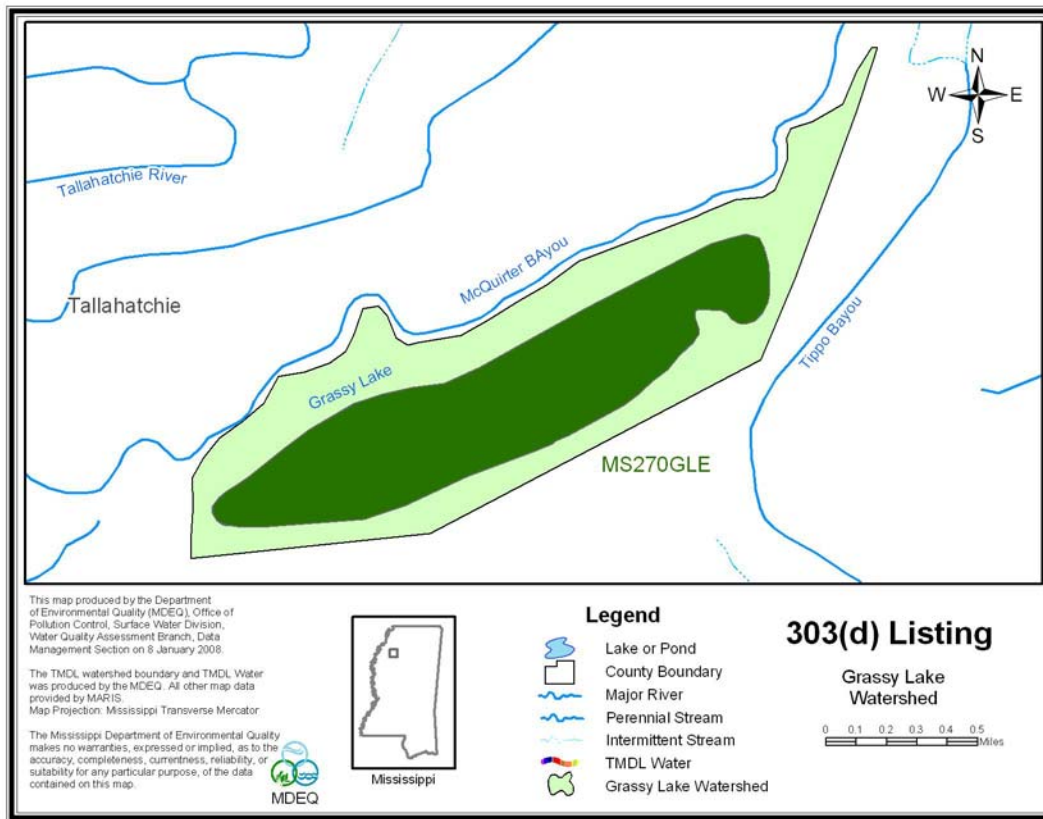 N
W E
S
Tallahatchie River
McQuirter BAyou
Tallahatchie
Tippo Bayou
Grassy Lake
MS270GLE
This map produced by the Department
of Environmental Quality (MDEQ), Office of
Pollution Control, Surface Water Division,
Water Quality Assessment Branch, Data
Management Section on 8 January 2008.
The TMDL watershed boundary and TMDL Water
was produced by the MDEQ. All other map data
provided by MARIS.
Map Projection: Mississippi Transverse Mercator
The Mississippi Department of Environmental Quality
makes no warranties, expressed or implied, as to the
accuracy, completeness, currentness, reliability, or
suitability for any particular purpose, of the data
contained on this map.
MDEQ
Mississippi
Legend
Lake or Pond
County Boundary
Major River
Perennial Stream
Intermittent Stream
TMDL Water
Grassy Lake Watershed
303(d) Listing
Grassy Lake
Watershed
0 0.1 0.2 0.3 0.4 0.5
Miles